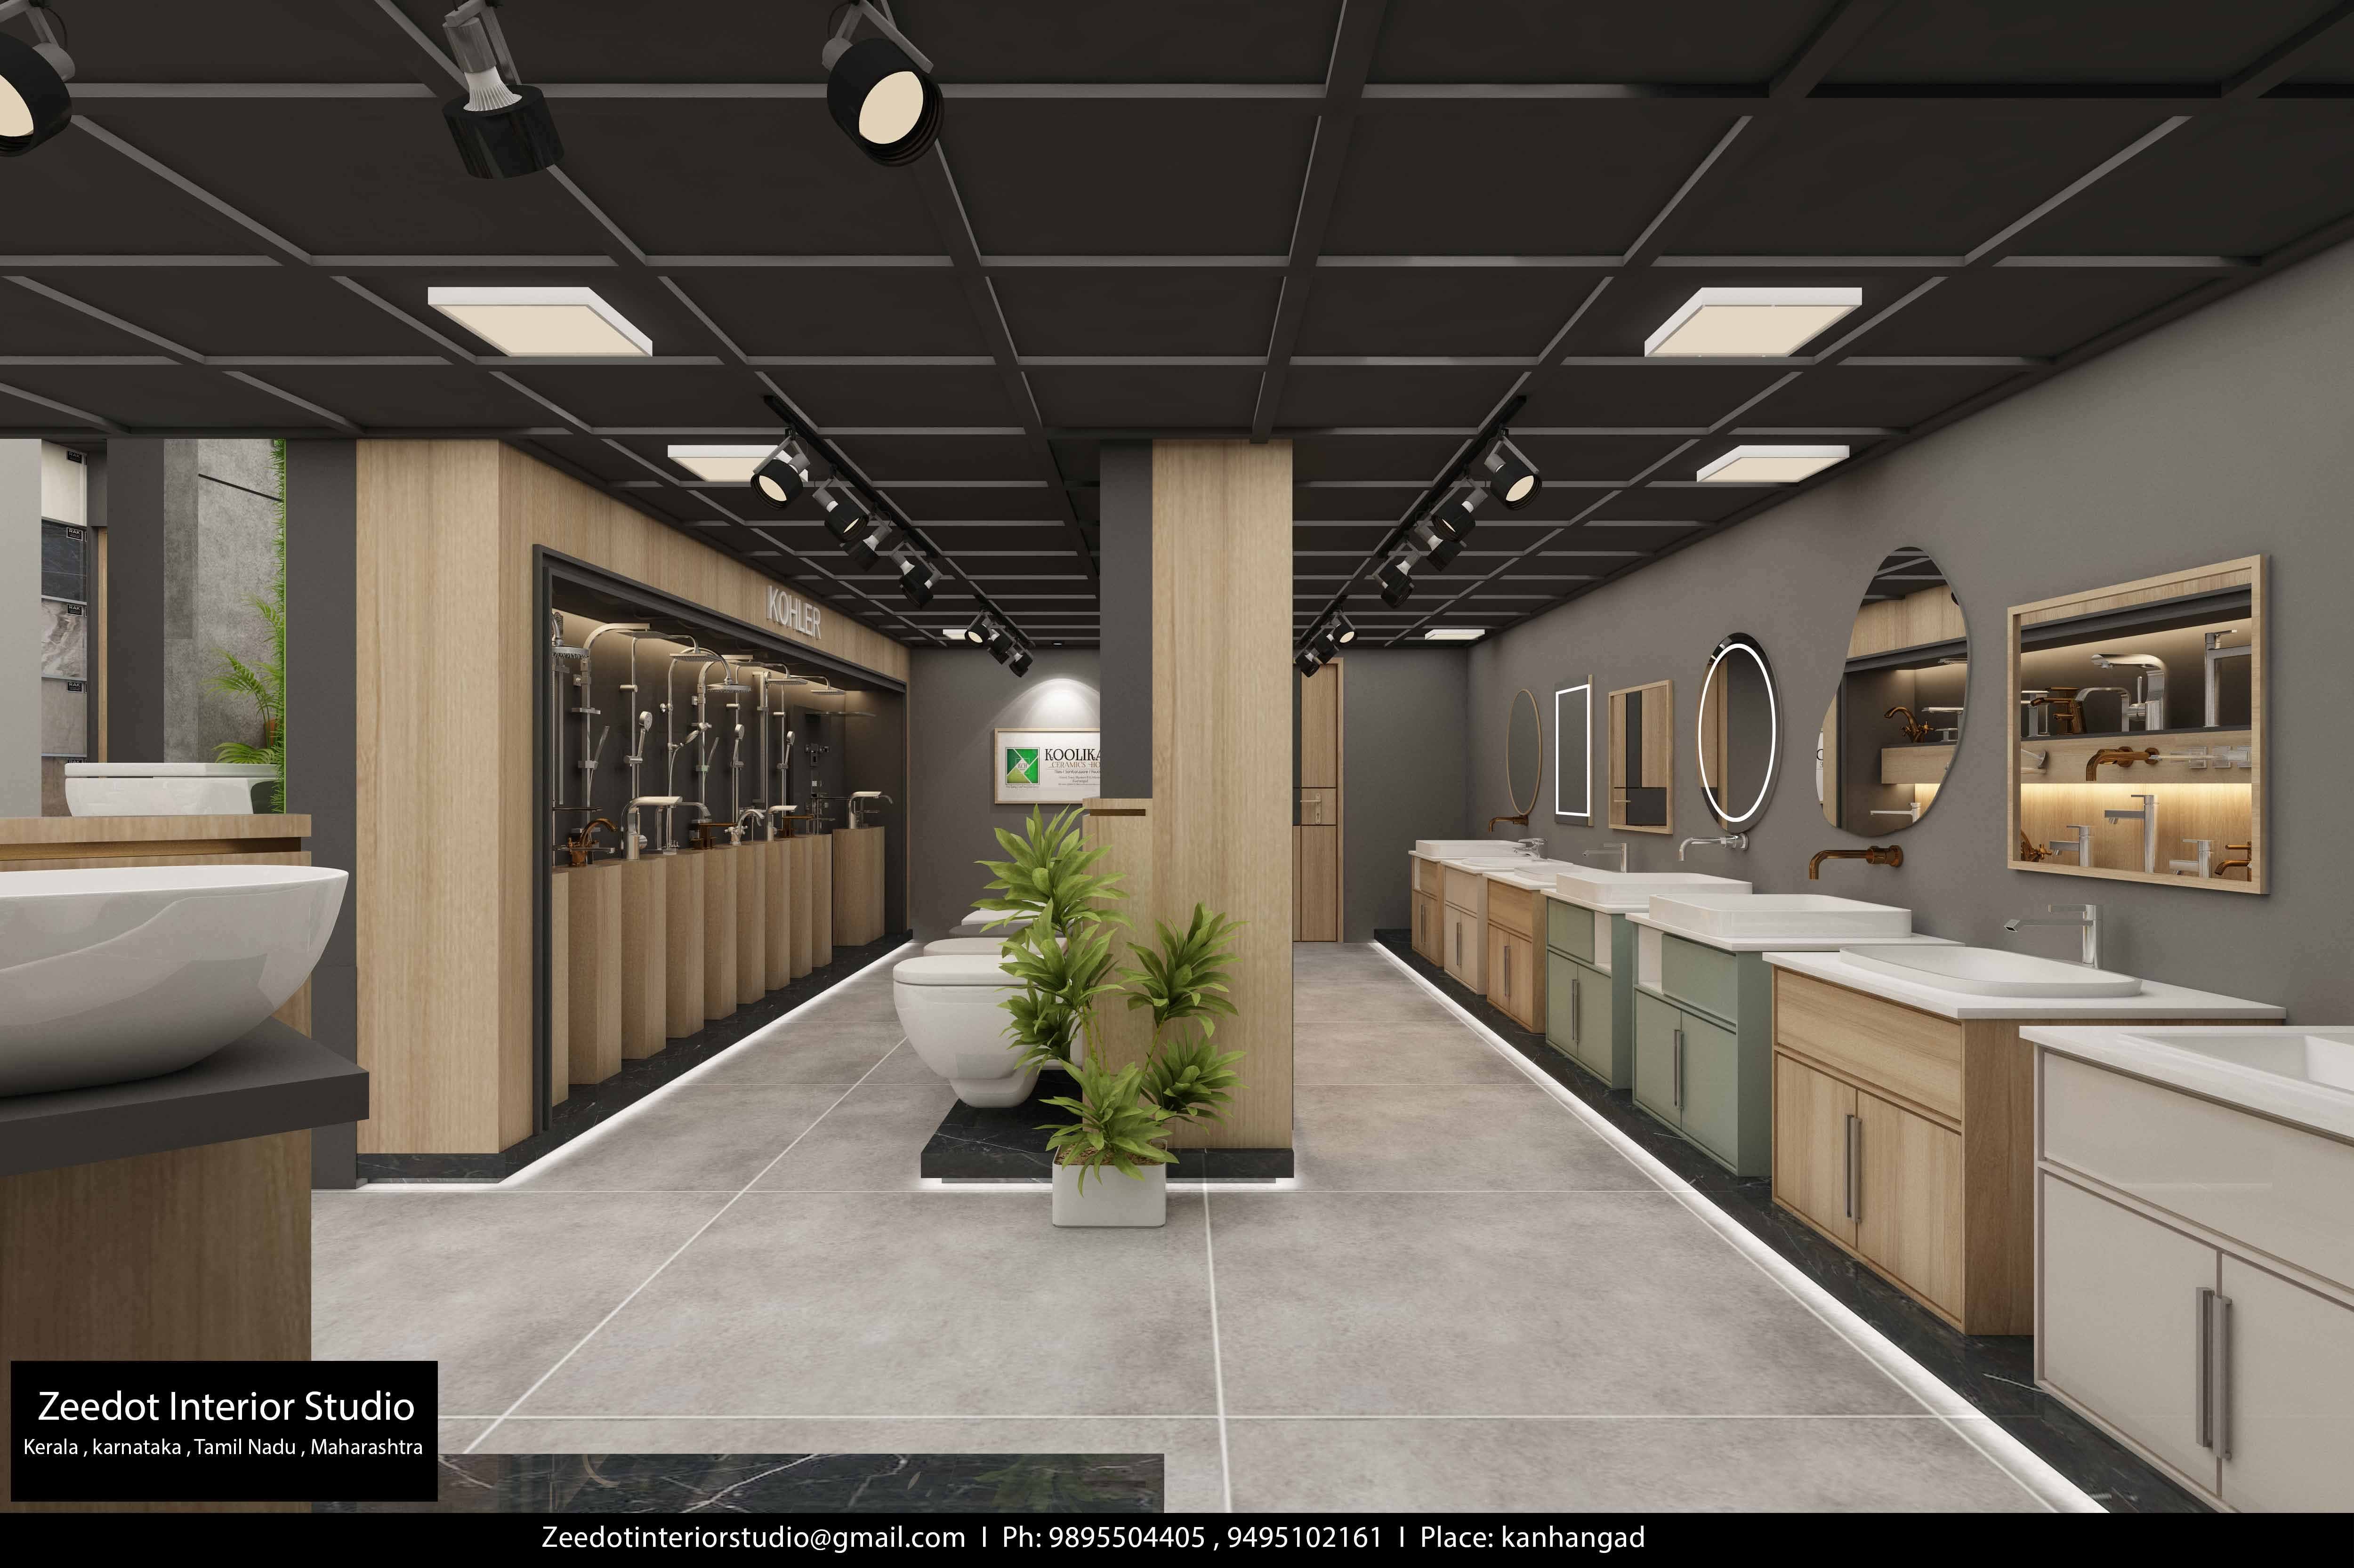 KOHLER
KOOLIKA
CERAMICS
Zeedot Interior Studio
Kerala , karnataka , Tamil Nadu , Maharashtra
Zeedotinteriorstudio@gmail.com I Ph: 9895504405 , 9495102161 I Place: kanhangad